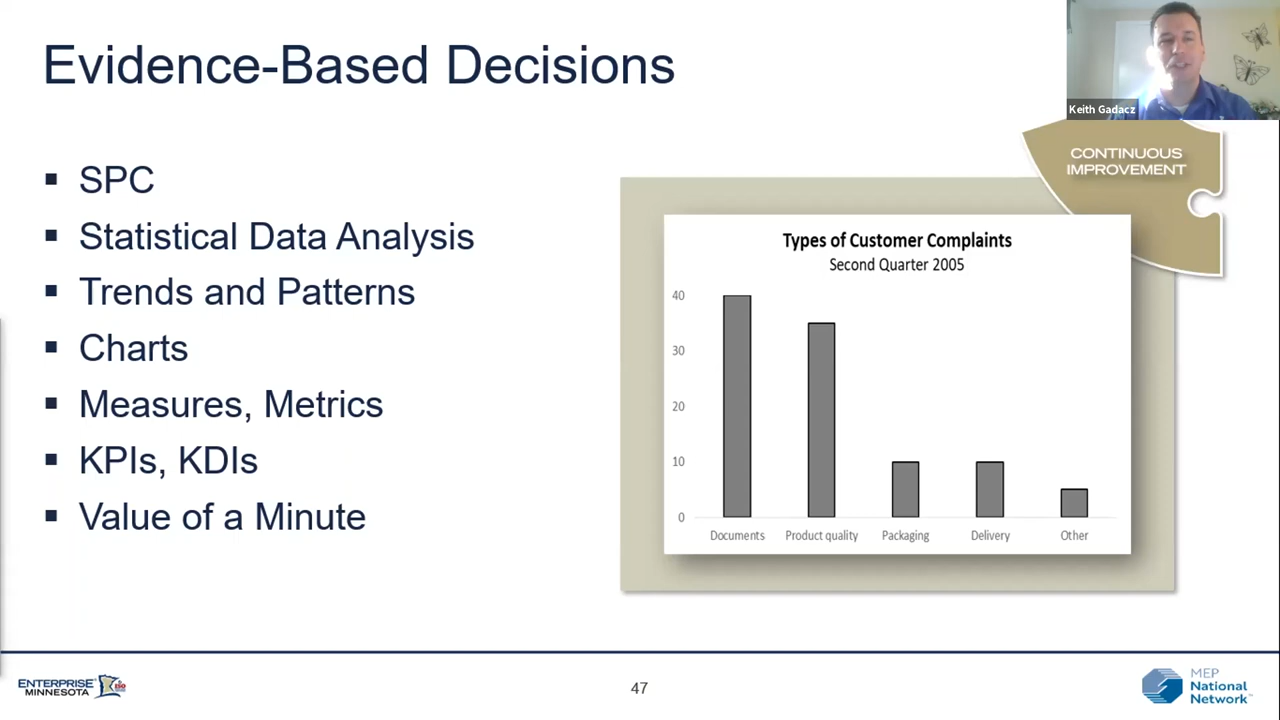 Evidence-Based Decisions
Keith Gadacz
CONTINUOUS
IMPROVEMENT
▪ SPC
▪ Statistical Data Analysis
▪ Trends and Patterns
▪ Charts
▪ Measures, Metrics
▪ KPIs, KDIs
▪ Value of a Minute
Types of Customer Complaints
Second Quarter 2005
40
30
20
10
0
Documents Product quality Packaging Delivery Other
ENTERPRISE
MINNESOTA
47
MEP
National
Network™